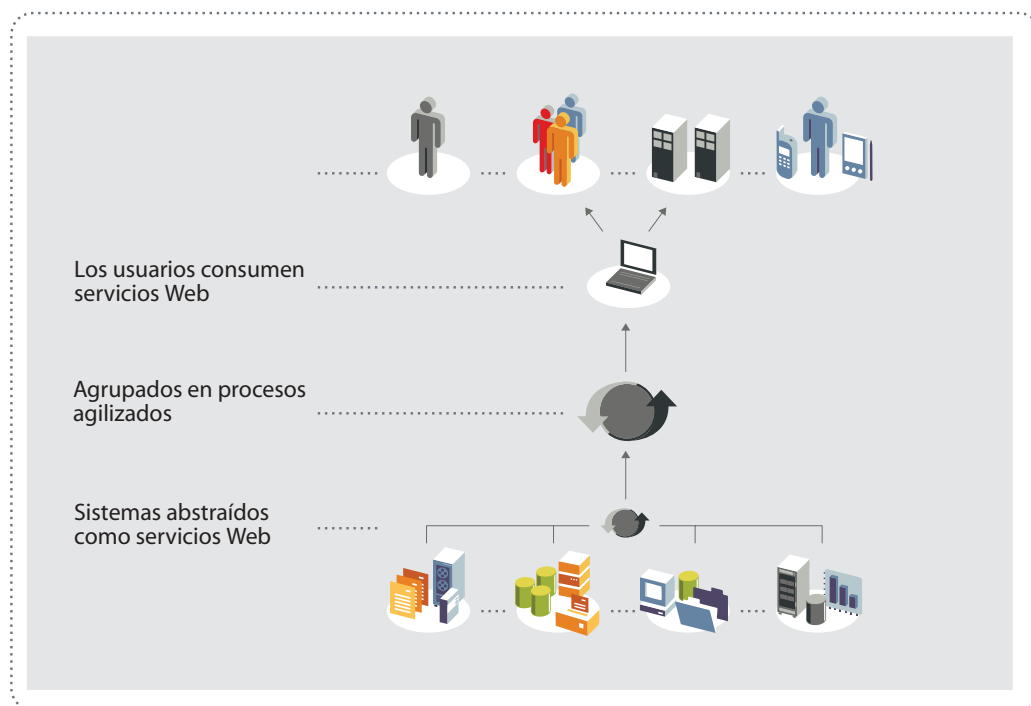 Los usuarios consumen
servicios Web
Agrupados en procesos
agilizados
Sistemas abstraídos
como servicios Web